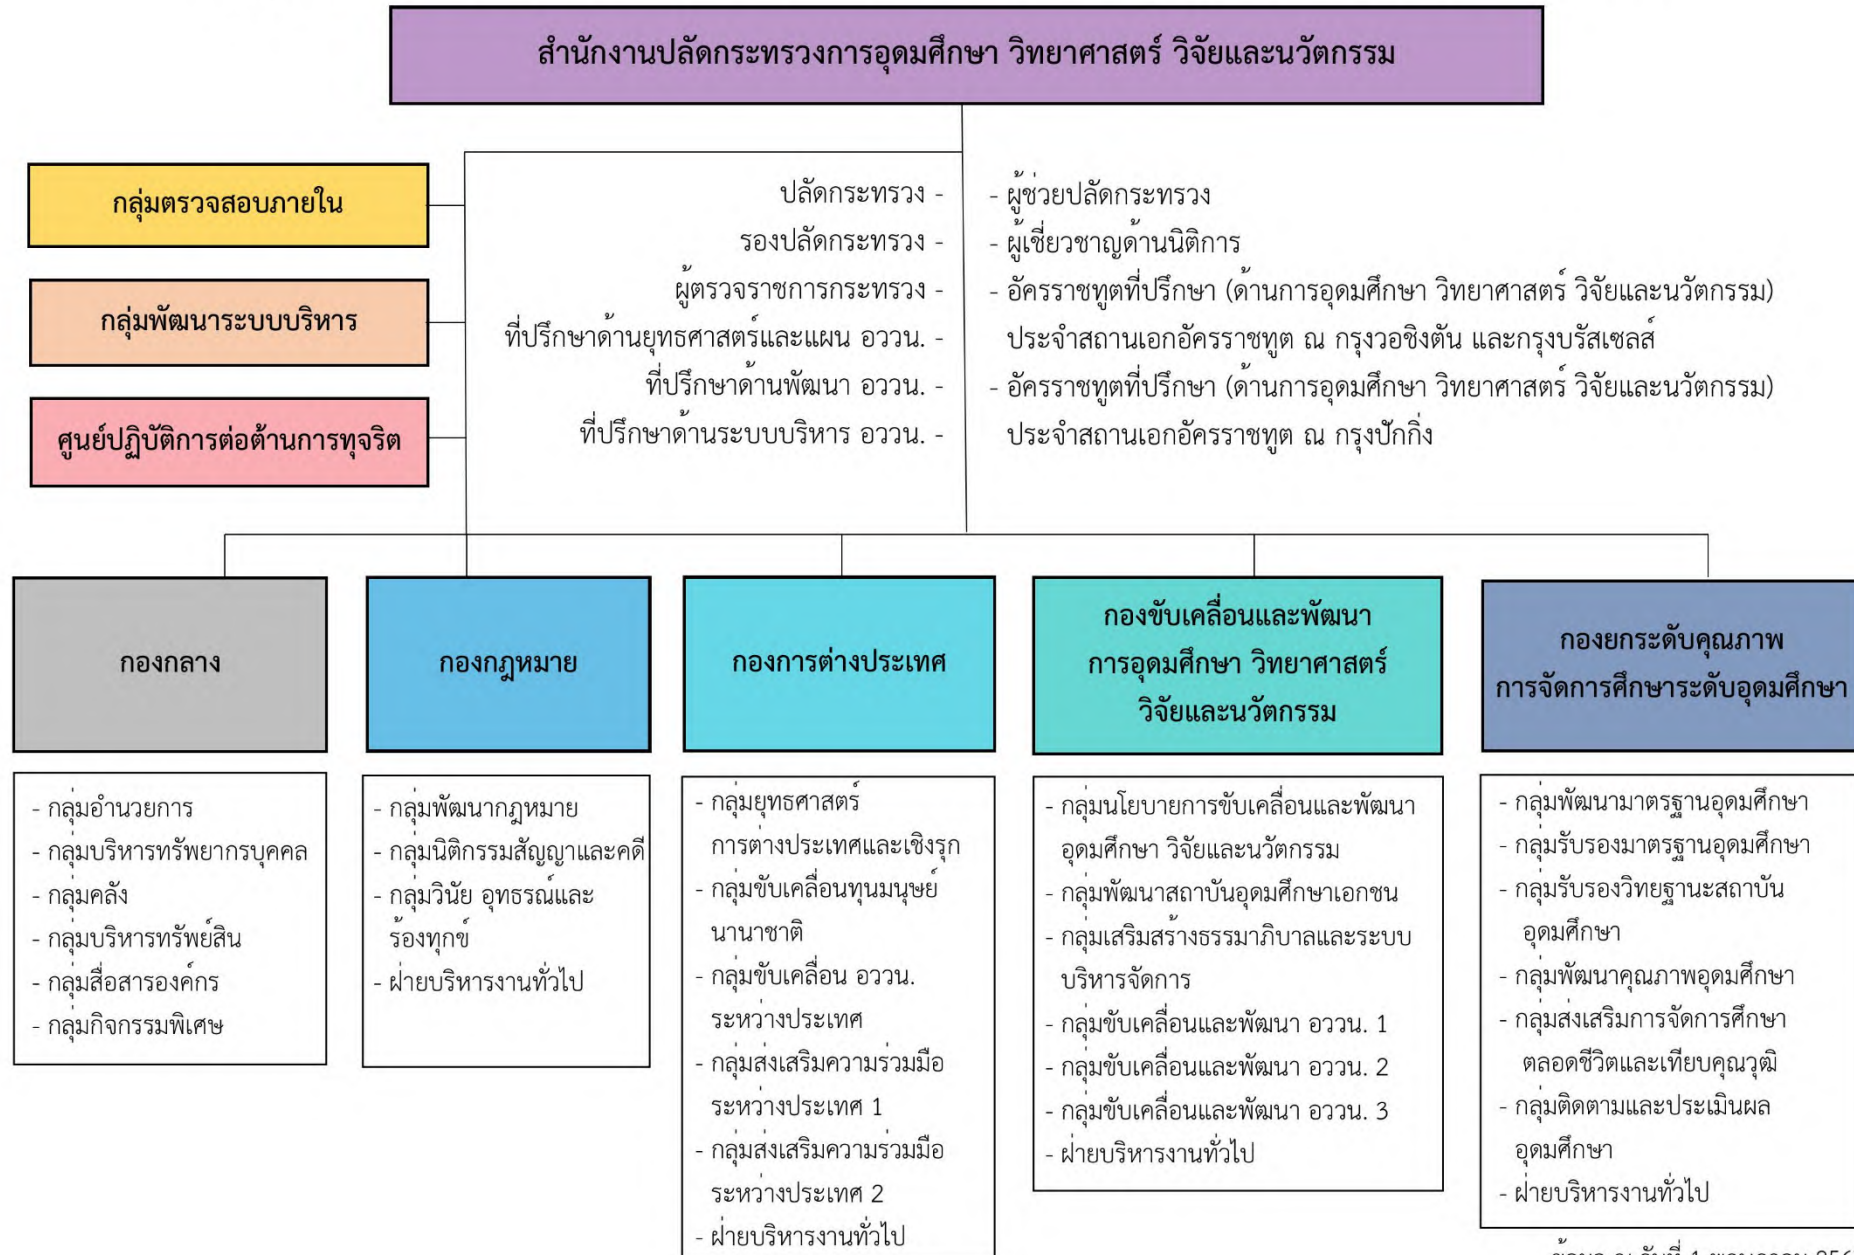 สำนักงานปลัดกระทรวงการอุดมศึกษา วิทยาศาสตร์ วิจัยและนวัตกรรม
กลุ่มตรวจสอบภายใน
กลุ่มพัฒนาระบบบริหาร
ศูนย์ปฏิบัติการต่อต้านการทุจริต
ปลัดกระทรวง -
รองปลัดกระทรวง -
ผู้ตรวจราชการกระทรวง -
ที่ปรึกษาด้านยุทธศาสตร์และแผน อววน. -
ที่ปรึกษาด้านพัฒนา อววน. -
ที่ปรึกษาด้านระบบบริหาร อววน. -
- ผู้ช่วยปลัดกระทรวง
- ผู้เชี่ยวชาญด้านนิติการ
- อัครราชทูตที่ปรึกษา (ด้านการอุดมศึกษา วิทยาศาสตร์ วิจัยและนวัตกรรม)
ประจำสถานเอกอัครราชทูต ณ กรุงวอชิงตัน และกรุงบรัสเซลส์
- อัครราชทูตที่ปรึกษา (ด้านการอุดมศึกษา วิทยาศาสตร์ วิจัยและนวัตกรรม)
ประจำสถานเอกอัครราชทูต ณ กรุงปักกิ่ง
กองกลาง
- กลุ่มอำนวยการ
- กลุ่มบริหารทรัพยากรบุคคล
- กลุ่มคลัง
- กลุ่มบริหารทรัพย์สิน
- กลุ่มสื่อสารองค์กร
- กลุ่มกิจกรรมพิเศษ
กองกฎหมาย
- กลุ่มพัฒนากฎหมาย
- กลุ่มนิติกรรมสัญญาและคดี
- กลุ่มวินัย อุทธรณ์และ
ร้องทุกข์
- ฝ่ายบริหารงานทั่วไป
กองการต่างประเทศ
- กลุ่มยุทธศาสตร์
การต่างประเทศและเชิงรุก
- กลุ่มขับเคลื่อนทุนมนุษย์
นานาชาติ
- กลุ่มขับเคลื่อน อววน.
ระหว่างประเทศ
- กลุ่มส่งเสริมความร่วมมือ
ระหว่างประเทศ 1
- กลุ่มส่งเสริมความร่วมมือ
ระหว่างประเทศ 2
- ฝ่ายบริหารงานทั่วไป
กองขับเคลื่อนและพัฒนา
การอุดมศึกษา วิทยาศาสตร์
วิจัยและนวัตกรรม
- กลุ่มนโยบายการขับเคลื่อนและพัฒนา
อุดมศึกษา วิจัยและนวัตกรรม
- กลุ่มพัฒนาสถาบันอุดมศึกษาเอกชน
- กลุ่มเสริมสร้างธรรมาภิบาลและระบบ
บริหารจัดการ
- กลุ่มขับเคลื่อนและพัฒนา อววน. 1
- กลุ่มขับเคลื่อนและพัฒนา อววน. 2
- กลุ่มขับเคลื่อนและพัฒนา อววน. 3
- ฝ่ายบริหารงานทั่วไป
กองยกระดับคุณภาพ
การจัดการศึกษาระดับอุดมศึกษา
- กลุ่มพัฒนามาตรฐานอุดมศึกษา
- กลุ่มรับรองมาตรฐานอุดมศึกษา
- กลุ่มรับรองวิทยฐานะสถาบัน
อุดมศึกษา
- กลุ่มพัฒนาคุณภาพอุดมศึกษา
- กลุ่มส่งเสริมการจัดการศึกษา
ตลอดชีวิตและเทียบคุณวุฒิ
- กลุ่มติดตามและประเมินผล
อุดมศึกษา
- ฝ่ายบริหารงานทั่วไป